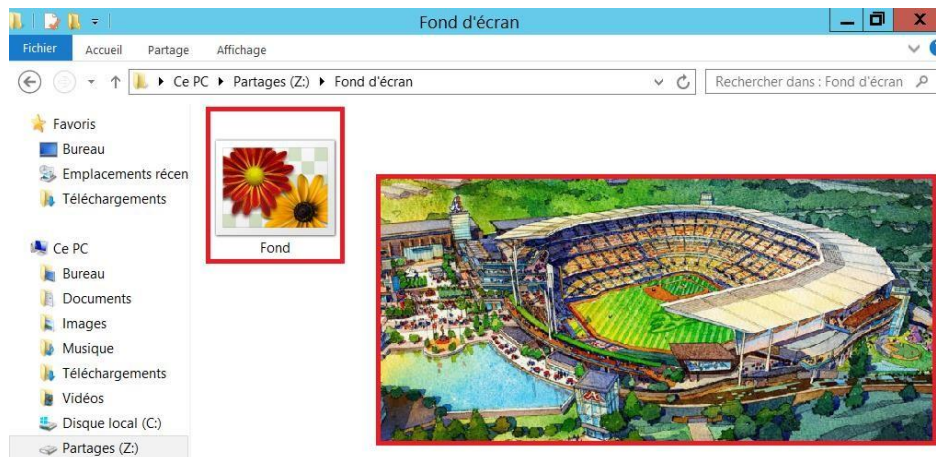 Fond d'écran
Fichier Accueil Partage Affichage
Ce PC Partages (Z:) Fond d'écran
Rechercher dans : Fond d'écran
Favoris
Bureau
Emplacements récen
Téléchargements
Fond
Ce PC
Bureau
Documents
Images
Musique
Téléchargements
Vidéos
Disque local (C:)
Partages (Z:)